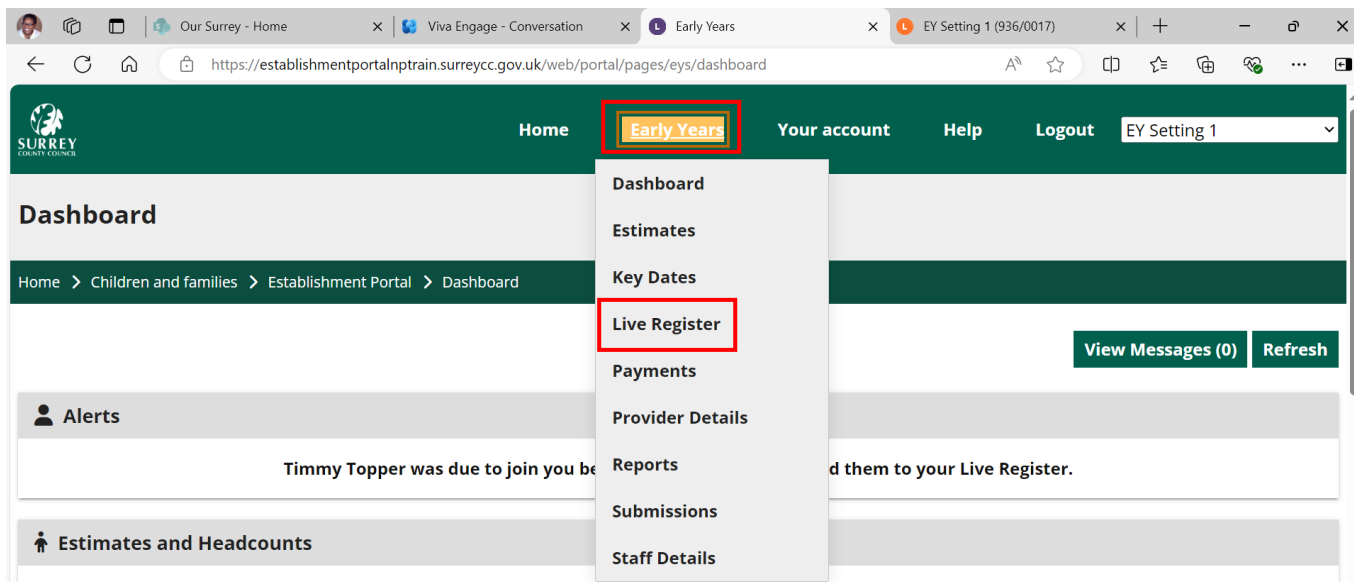 Our Surrey - Home
Viva Engage - Conversation
Early Years
EY Setting 1 (936/0017)
https://establishmentportalnptrain.surreycc.gov.uk/web/portal/pages/eys/dashboard
SURREY
COUNTY COUNCIL
Home
Early Years
Your account
Help
Logout
EY Setting 1
Dashboard
Estimates
Key Dates
Live Register
Payments
Provider Details
Reports
Submissions
Staff Details
Dashboard
Home > Children and families > Establishment Portal > Dashboard
View Messages (0)
Refresh
Alerts
Timmy Topper was due to join you be
d them to your Live Register.
Estimates and Headcounts